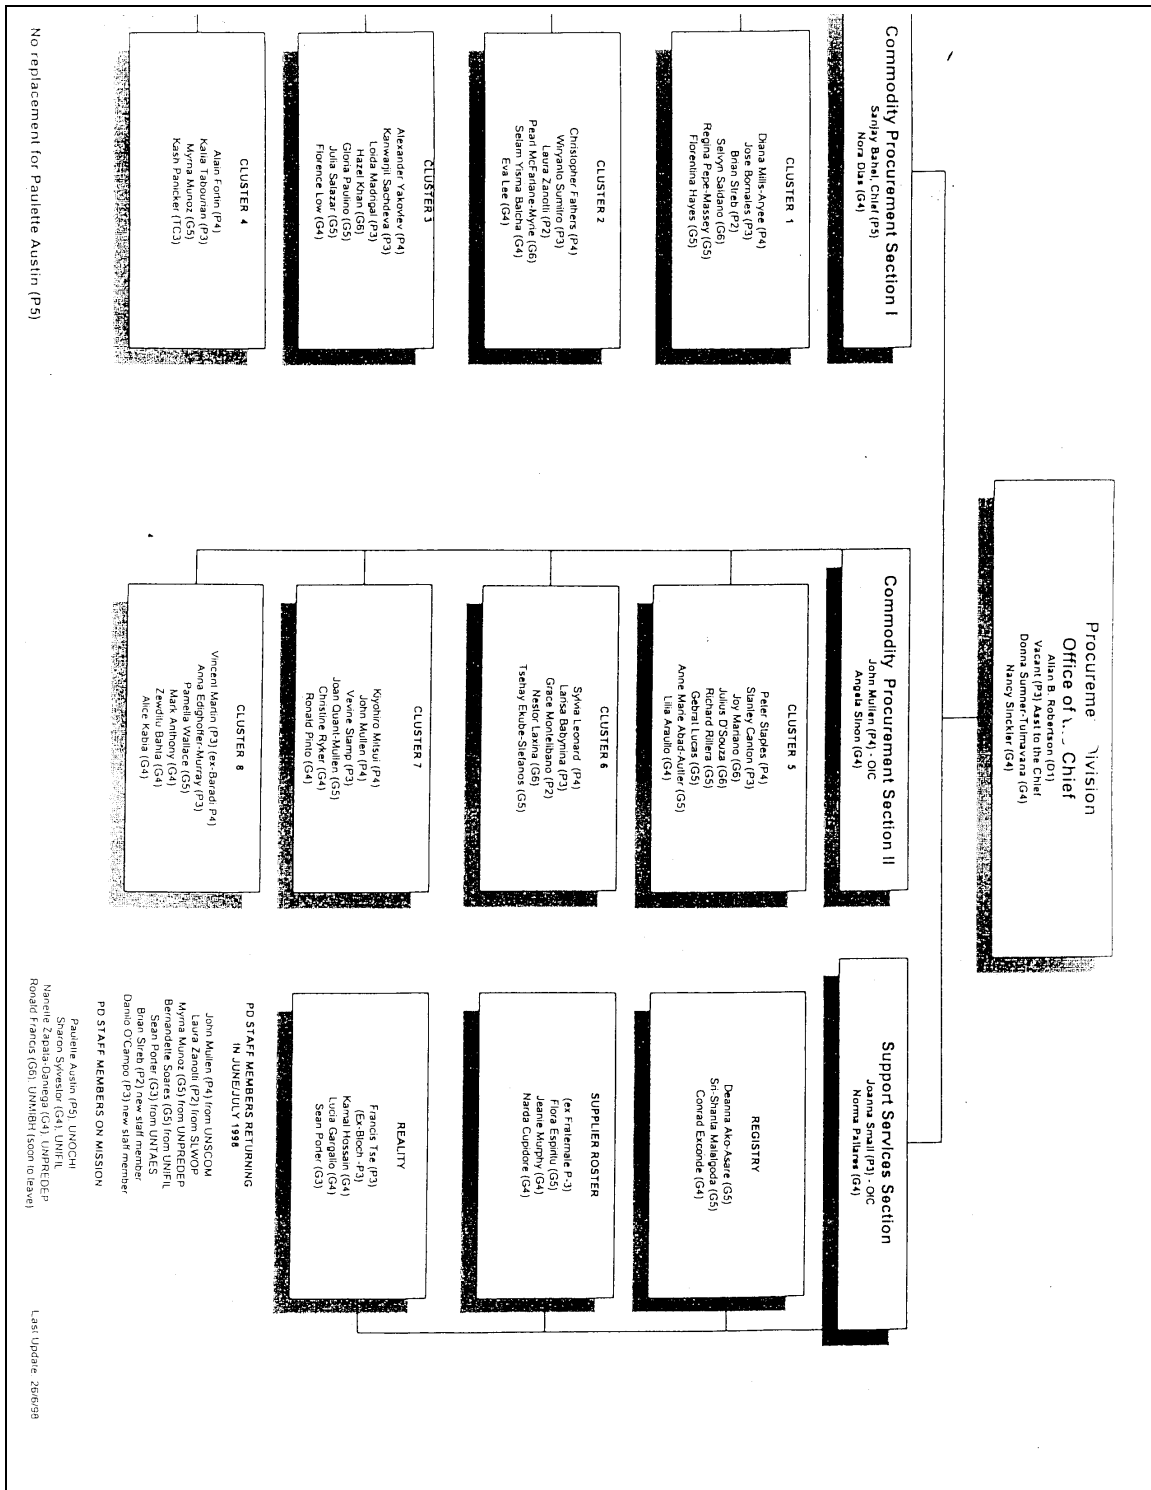 Procureme Division
Office of Chief
Allan B. Robertson (D1)
Vacant (P3) Asst to the Chief
Donna Sumner-Tuimavana (G4)
Nancy Sinckler (G4)
Commodity Procurement Section I
Sanjay Bahel, Chief (P5)
Nora Dias (G4)
CLUSTER 1
Diana Mills-Aryee (P4)
Jose Bornales (P3)
Brian Streb (P2)
Selvyn Saidano (G6)
Regina Pepe-Massey (G5)
Florentina Hayes (G5)
CLUSTER 2
Christopher Fathers (P4)
Wiryanto Sumitro (P3)
Laura Zanotti (P2)
Pearl McFarlane-Myrie (G6)
Selam Yisma Balcha (G4)
Eva Lee (G4)
CLUSTER 3
Alexander Yakovlev (P4)
Kanwarjit Sachdeva (P3)
Loida Madrigal (P3)
Hazel Khan (G6)
Gloria Paulino (G5)
Julia Salazar (G5)
Florence Low (G4)
CLUSTER 4
Alain Fortin (P4)
Kalia Tabourian (P3)
Myrna Munoz (G5)
Kash Panicker (TC3)
Commodity Procurement Section II
John Mullen (P4) - OIC
Angela Sinon (G4)
CLUSTER 5
Peter Staples (P4)
Stanley Canton (P3)
Joy Mariano (G6)
Julius D'Souza (G6)
Richard Rillera (G5)
Gebrat Lucas (G5)
Anne Marie Abad-Autler (G5)
Lilia Araullo (G4)
CLUSTER 6
Sylvia Leonard (P4)
Larisa Babynina (P3)
Grace Montelibano (P2)
Nestor Laxina (G6)
Tsehay Ekube-Stefanos (G5)
CLUSTER 7
Kiyohiro Mitsui (P4)
John Mullen (P4)
Vevine Stamp (P3)
Joan Quant-Mullen (G5)
Christine Ryker (G4)
Ronald Pinto (G4)
CLUSTER 8
Vincent Martin (P3) (ex-Baradi P4)
Anna Edighoffer-Murray (P3)
Pamella Wallace (G5)
Mark Anthony (G4)
Zewditu Bahla (G4)
Alice Kabia (G4)
Support Services Section
Joanna Small (P3) - OIC
Norma Pallares (G4)
REGISTRY
Deanna Ako-Asare (G5)
Sri-Shanta Malalgoda (G5)
Conrad Exconde (G4)
SUPPLIER ROSTER
(ex Fraternale P-3)
Flora Espiritu (G5)
Jeanie Murphy (G4)
Narda Cupidore (G4)
REALITY
Francis Tse (P3)
(Ex-Bloch -P3)
Kamal Hossain (G4)
Lucia Gargallo (G4)
Sean Porter (G3)
PD STAFF MEMBERS RETURNING
IN JUNE/JULY 1998
John Mullen (P4) from UNSCOM
Laura Zanotti (P2) from SLWOP
Myrna Munoz (G5) from UNPREDEP
Bernandette Soares (G5) from UNIFIL
Sean Porter (G3) from UNTAES
Brian Streb (P2) new staff member
Danilo O'Campo (P3) new staff member
PD STAFF MEMBERS ON MISSION
Paulette Austin (P5), UNOCHI
Sharon Sylvestor (G4), UNIFIL
Nanette Zapata-Daniega (G4), UNPREDEP
Ronald Francis (G6), UNMIBH (soon to leave)
No replacement for Paulette Austin (P5)
Last Update 26/6/98